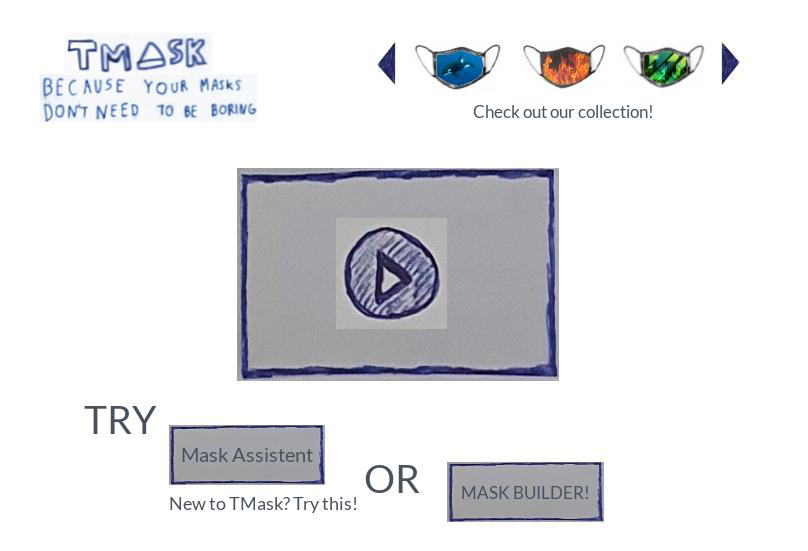 TMASK
BECAUSE YOUR MASKS
DON'T NEED TO BE BORING
Check out our collection!
TRY
Mask Assistent
New to TMask? Try this!
OR
MASK BUILDER!